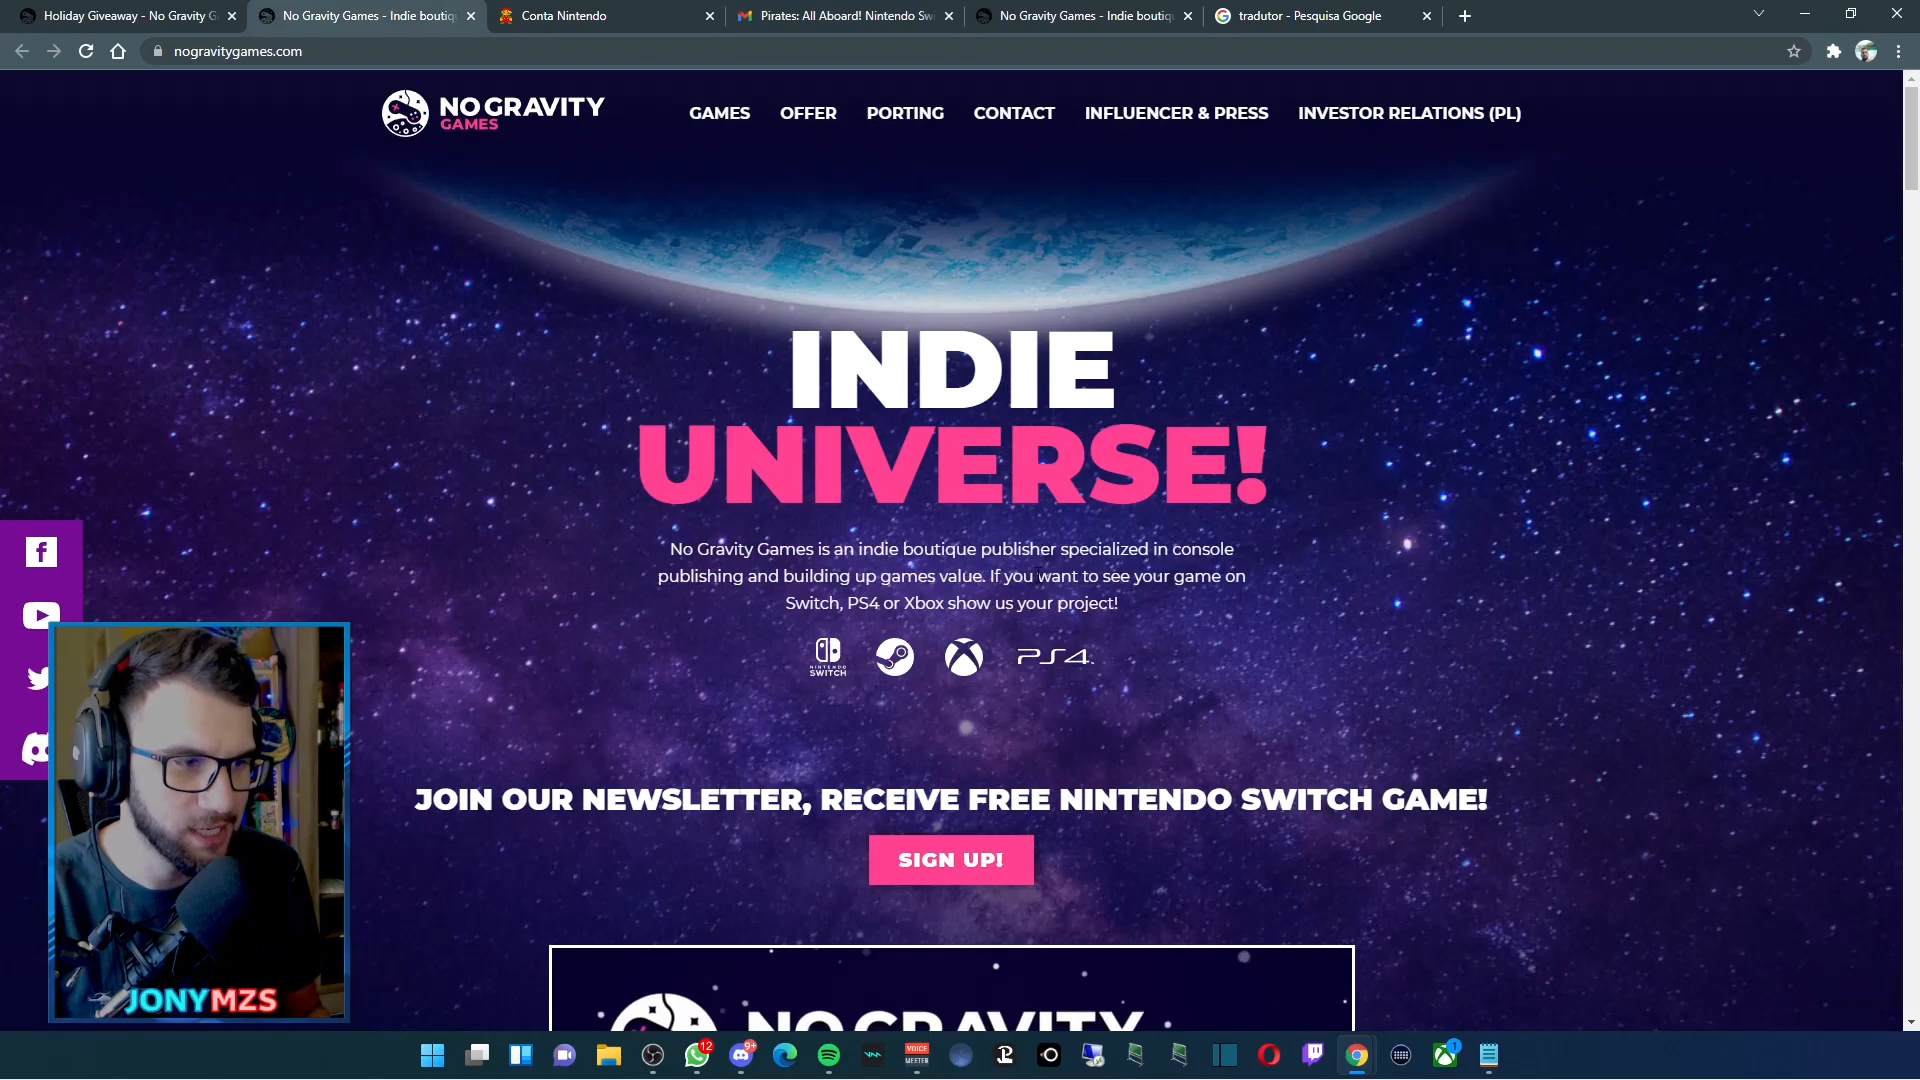 Holiday Giveaway - No Gravity G
No Gravity Games - Indie boutiq
Conta Nintendo
Pirates: All Aboard! Nintendo Sw
No Gravity Games - Indie boutiq
tradutor - Pesquisa Google
nogravitygames.com
NO GRAVITY
GAMES
GAMES
OFFER
PORTING
CONTACT
INFLUENCER & PRESS
INVESTOR RELATIONS (PL)
INDIE
UNIVERSE!
No Gravity Games is an indie boutique publisher specialized in console
publishing and building up games value. If you want to see your game on
Switch, PS4 or Xbox show us your project!
NINTENDO
SWITCH
PS4
JOIN OUR NEWSLETTER, RECEIVE FREE NINTENDO SWITCH GAME!
SIGN UP!
NO GRAVITY
JONYMZS
12
9+
VOICE
MEETER
1